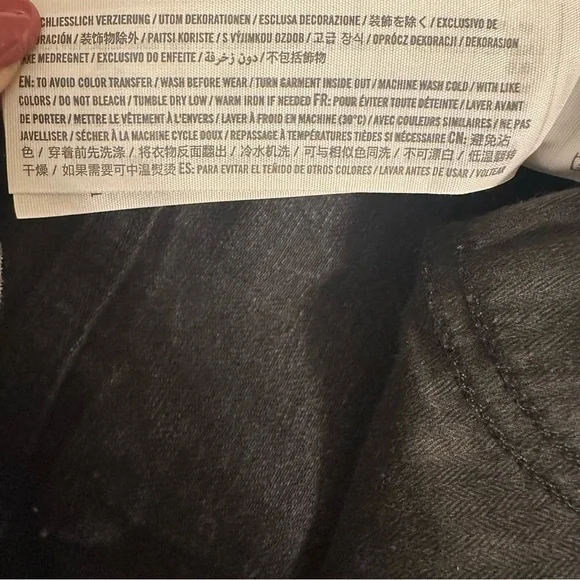 CHLIESSLICH VERZIERUNG / UTOM DEKORATIONEN / ESCLUSA DECORAZIONE / 装飾を除く / EXCLUSIVO DE
RACIÓN / 装饰物除外 / PAITSI KORISTE / S VÝJIMKOU OZDOB / 고급 장식 / OPRÓCZ DEKORACJI / DEKORASJON
KE MEDREGNET / EXCLUSIVO DO ENFEITE / دون زخرفة / 不包括飾物
EN: TO AVOID COLOR TRANSFER / WASH BEFORE WEAR / TURN GARMENT INSIDE OUT / MACHINE WASH COLD / WITH LIKE
COLORS / DO NOT BLEACH / TUMBLE DRY LOW / WARM IRON IF NEEDED FR: POUR ÉVITER TOUTE DÉTEINTE / LAVER AVANT
DE PORTER / METTRE LE VÊTEMENT À L'ENVERS / LAVER À FROID EN MACHINE (30°C) / AVEC COULEURS SIMILAIRES / NE PAS
JAVELLISER / SÉCHER À LA MACHINE CYCLE DOUX / REPASSAGE À TEMPÉRATURES TIÈDES SI NÉCESSAIRE CN: 避免沾
色 / 穿着前先洗涤 / 将衣物反面翻出 / 冷水机洗 / 可与相似色同洗 / 不可漂白 / 低温翻转
干燥 / 如果需要可中温熨烫 ES: PARA EVITAR EL TEÑIDO DE OTROS COLORES / LAVAR ANTES DE USAR / VOLTEAR